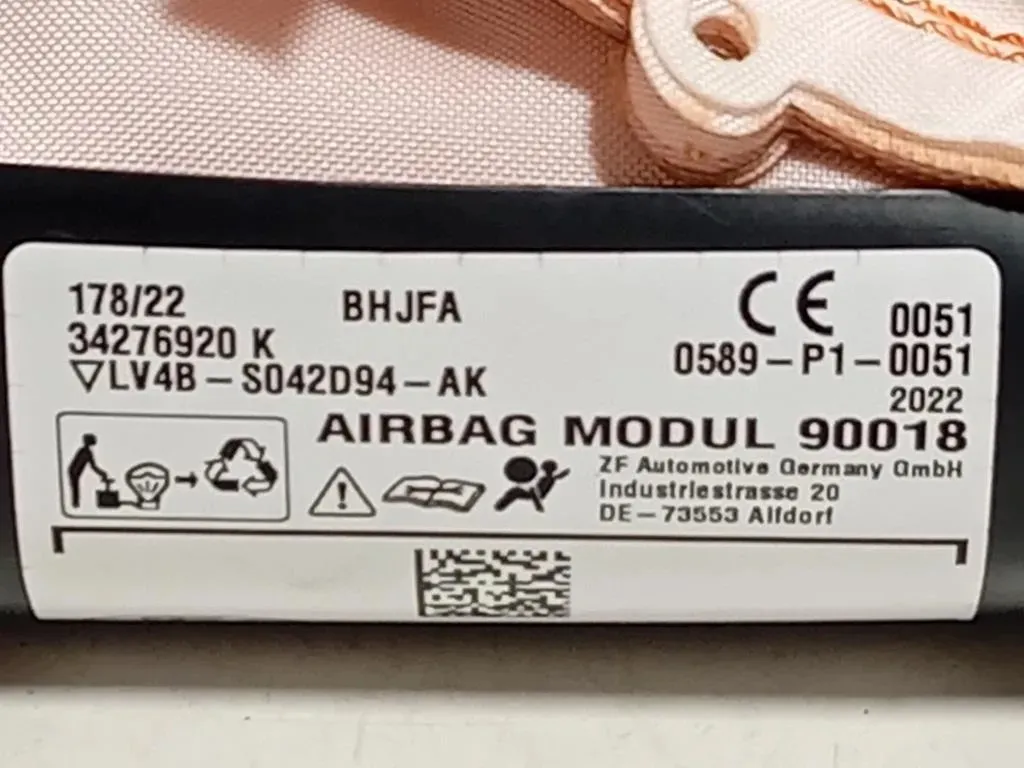 178/22 BHJFA CE 0051
34276920 K 0589-P1-0051
▽LV4B-S042D94-AK 2022
AIRBAG MODUL 90018
ZF Automotive Germany GmbH
Industriestrasse 20
DE-73553 Alfdorf